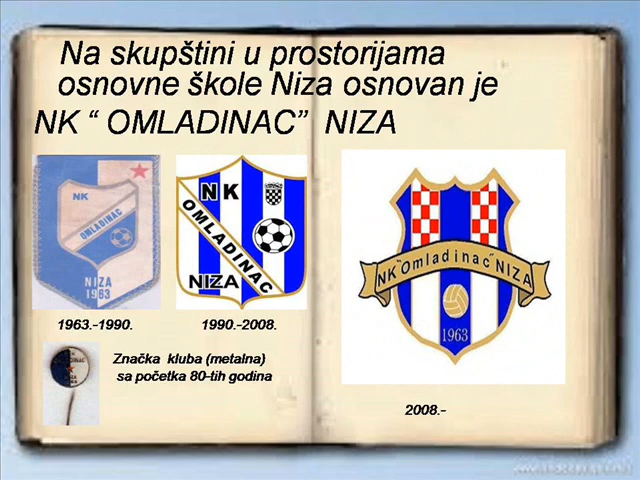 Na skupštini u prostorijama
osnovne škole Niza osnovan je
NK “ OMLADINAC” NIZA
NK
OMLADINAC
NIZA
1963
NK
OMLADINAC
NIZA
NK"Omladinac"NIZA
1963
1963.-1990.
1990.-2008.
Značka kluba (metalna)
sa početka 80-tih godina
2008.-